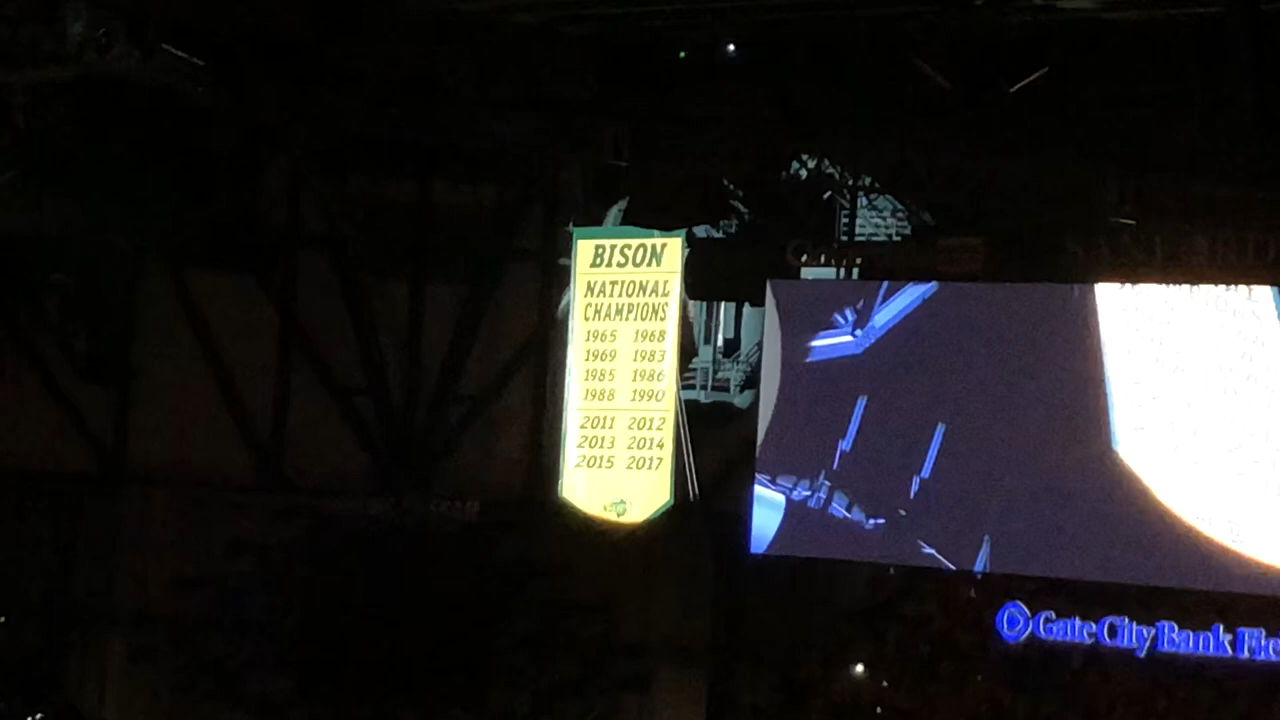 BISON
NATIONAL
CHAMPIONS
1965 1968
1969 1983
1985 1986
1988 1990
2011 2012
2013 2014
2015 2017
Gate City Bank Fie